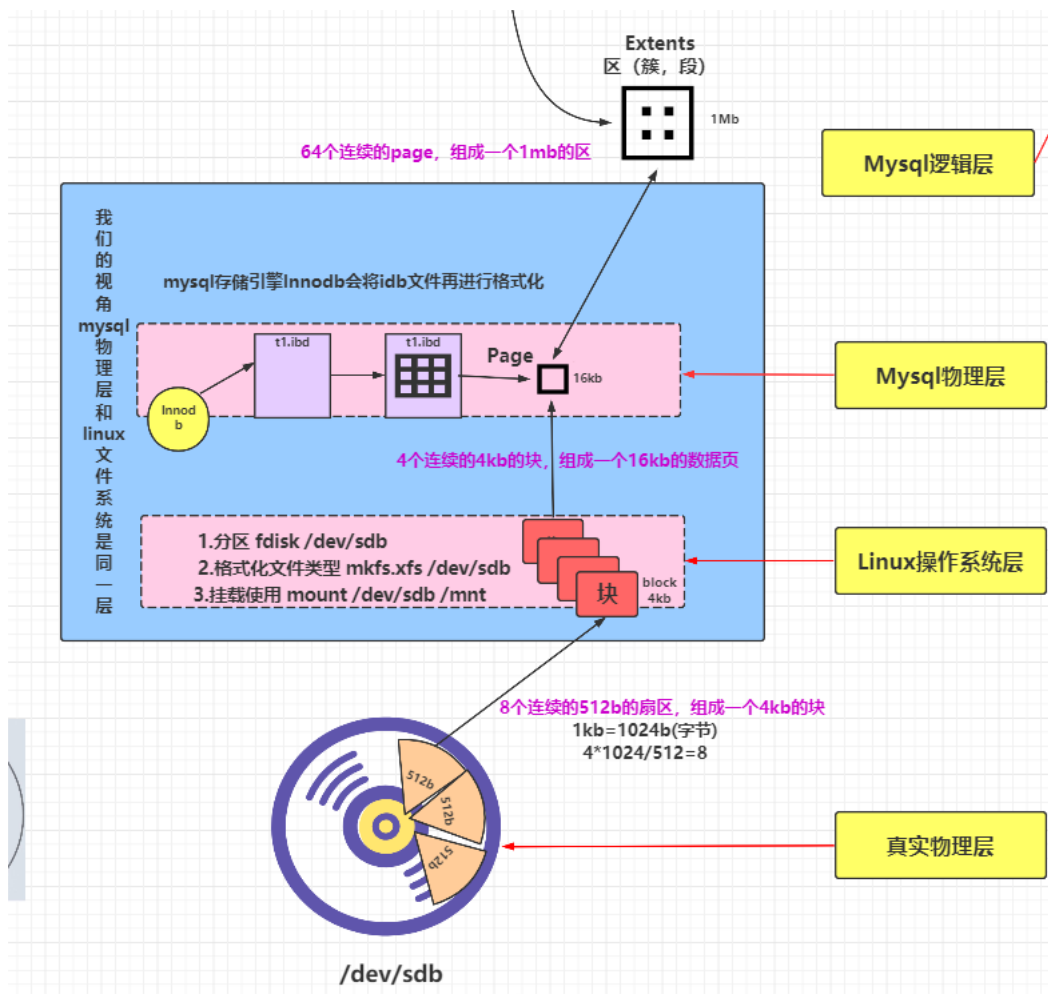 Extents
区（簇，段）
1Mb
64个连续的page，组成一个1mb的区
Mysql逻辑层
我们的视角mysql物理层和linux文件系统是同一层
mysql存储引擎Innodb会将idb文件再进行格式化
t1.ibd
t1.ibd
Page
16kb
Innod
b
Mysql物理层
4个连续的4kb的块，组成一个16kb的数据页
1.分区 fdisk /dev/sdb
2.格式化文件类型 mkfs.xfs /dev/sdb
3.挂载使用 mount /dev/sdb /mnt
块
block
4kb
Linux操作系统层
8个连续的512b的扇区，组成一个4kb的块
1kb=1024b(字节)
4*1024/512=8
512b
512b
512b
真实物理层
/dev/sdb